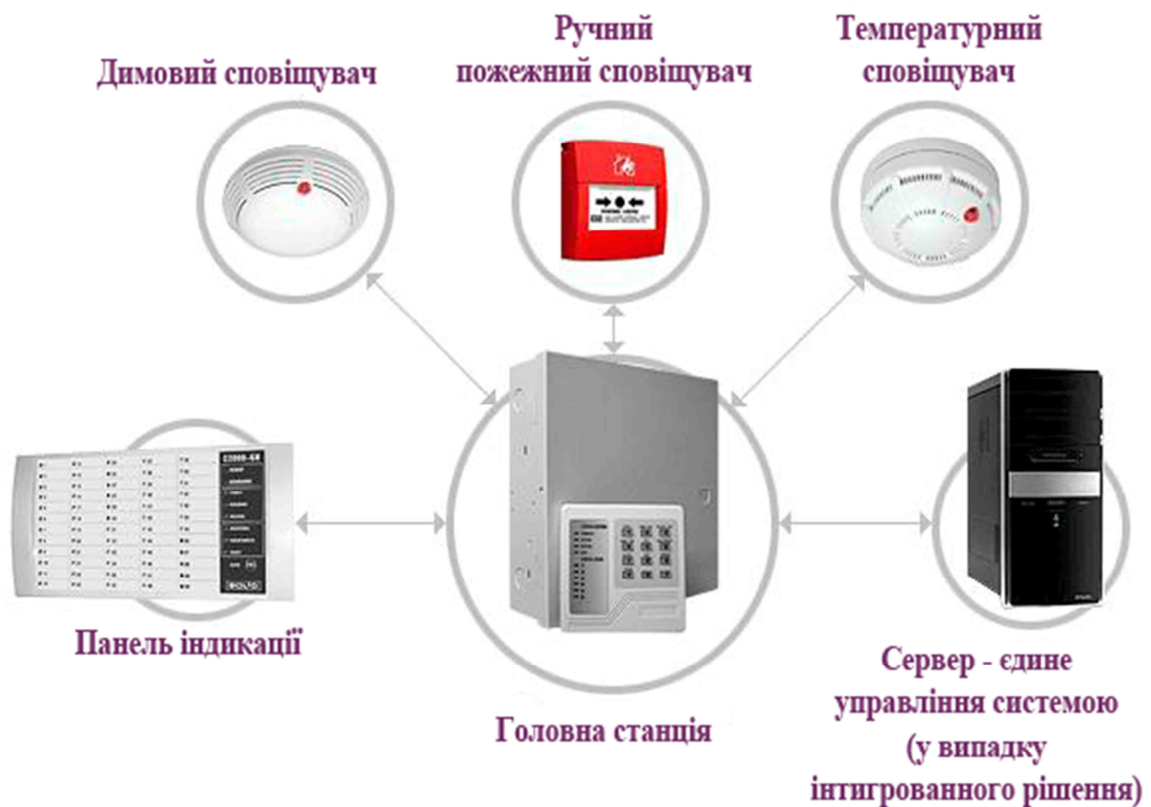 Димовий сповіщувач
Ручний
пожежний сповіщувач
Температурний
сповіщувач
Панель індикації
Головна станція
Сервер - єдине
управління системою
(у випадку
інтигрованного рішення)